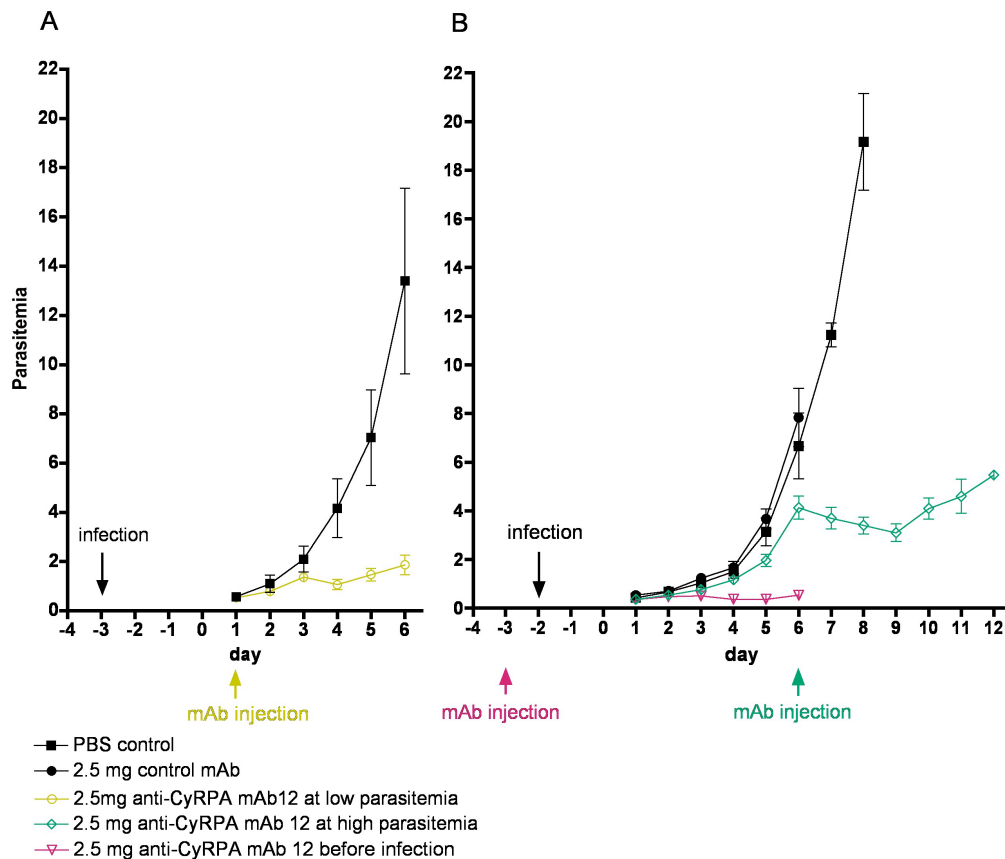 A
B
22
20
18
16
14
12
10
8
6
4
2
0
Parasitemia
infection
-4 -3 -2 -1 0 1 2 3 4 5 6
day
mAb injection
22
20
18
16
14
12
10
8
6
4
2
0
infection
-4 -3 -2 -1 0 1 2 3 4 5 6 7 8 9 10 11 12
day
mAb injection
mAb injection
PBS control
2.5 mg control mAb
2.5mg anti-CyRPA mAb12 at low parasitemia
2.5 mg anti-CyRPA mAb 12 at high parasitemia
2.5 mg anti-CyRPA mAb 12 before infection